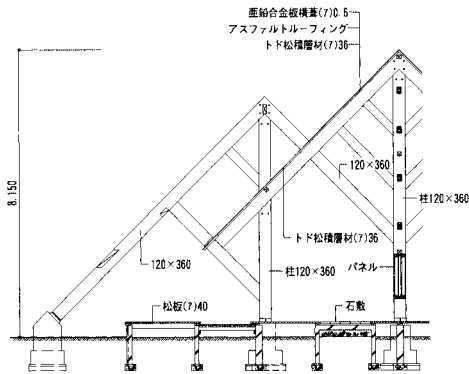 亜鉛合金板横葺(ｱ)0.5
アスファルトルーフィング
トド松積層材(ｱ)36
120×360
8.150
柱120×360
トド松積層材(ｱ)36
120×360
柱120×360
パネル
松板(ｱ)40
石敷